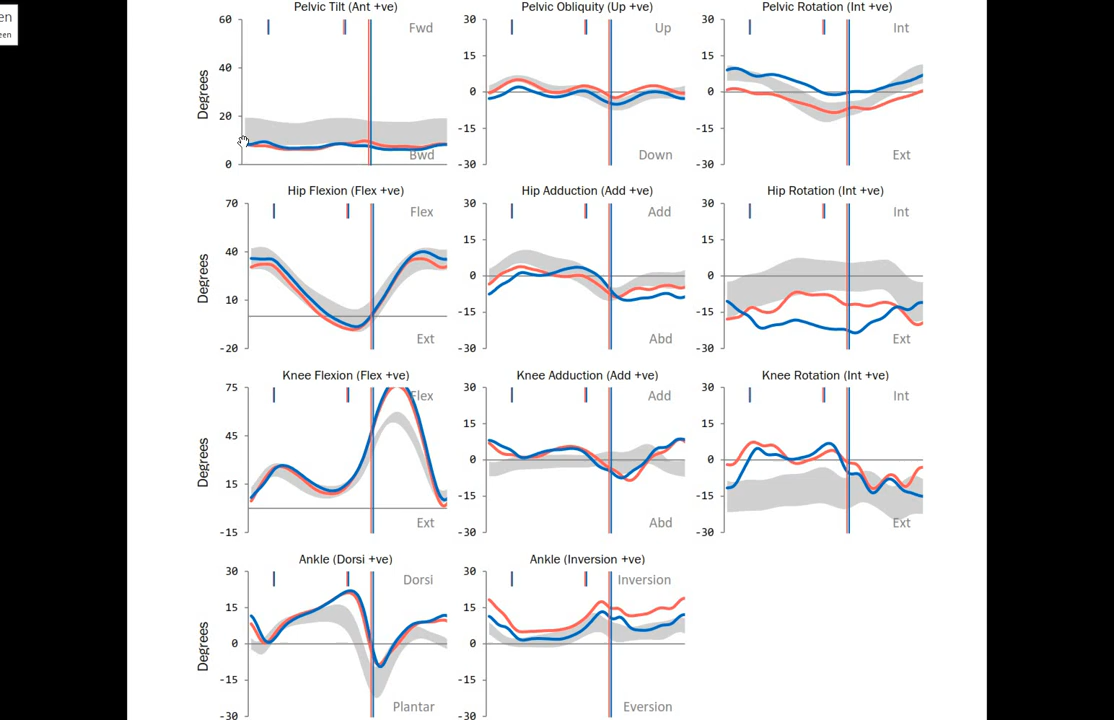 en
een
Pelvic Tilt (Ant +ve)
Pelvic Obliquity (Up +ve)
Pelvic Rotation (Int +ve)
60
40
20
0
Degrees
Fwd
Bwd
30
15
0
-15
-30
Up
Down
30
15
0
-15
-30
Int
Ext
Hip Flexion (Flex +ve)
Hip Adduction (Add +ve)
Hip Rotation (Int +ve)
70
40
10
-20
Degrees
Flex
Ext
30
15
0
-15
-30
Add
Abd
30
15
0
-15
-30
Int
Ext
Knee Flexion (Flex +ve)
Knee Adduction (Add +ve)
Knee Rotation (Int +ve)
75
45
15
-15
Degrees
Flex
Ext
30
15
0
-15
-30
Add
Abd
30
15
0
-15
-30
Int
Ext
Ankle (Dorsi +ve)
Ankle (Inversion +ve)
30
15
0
-15
-30
Degrees
Dorsi
Plantar
30
15
0
-15
-30
Inversion
Eversion